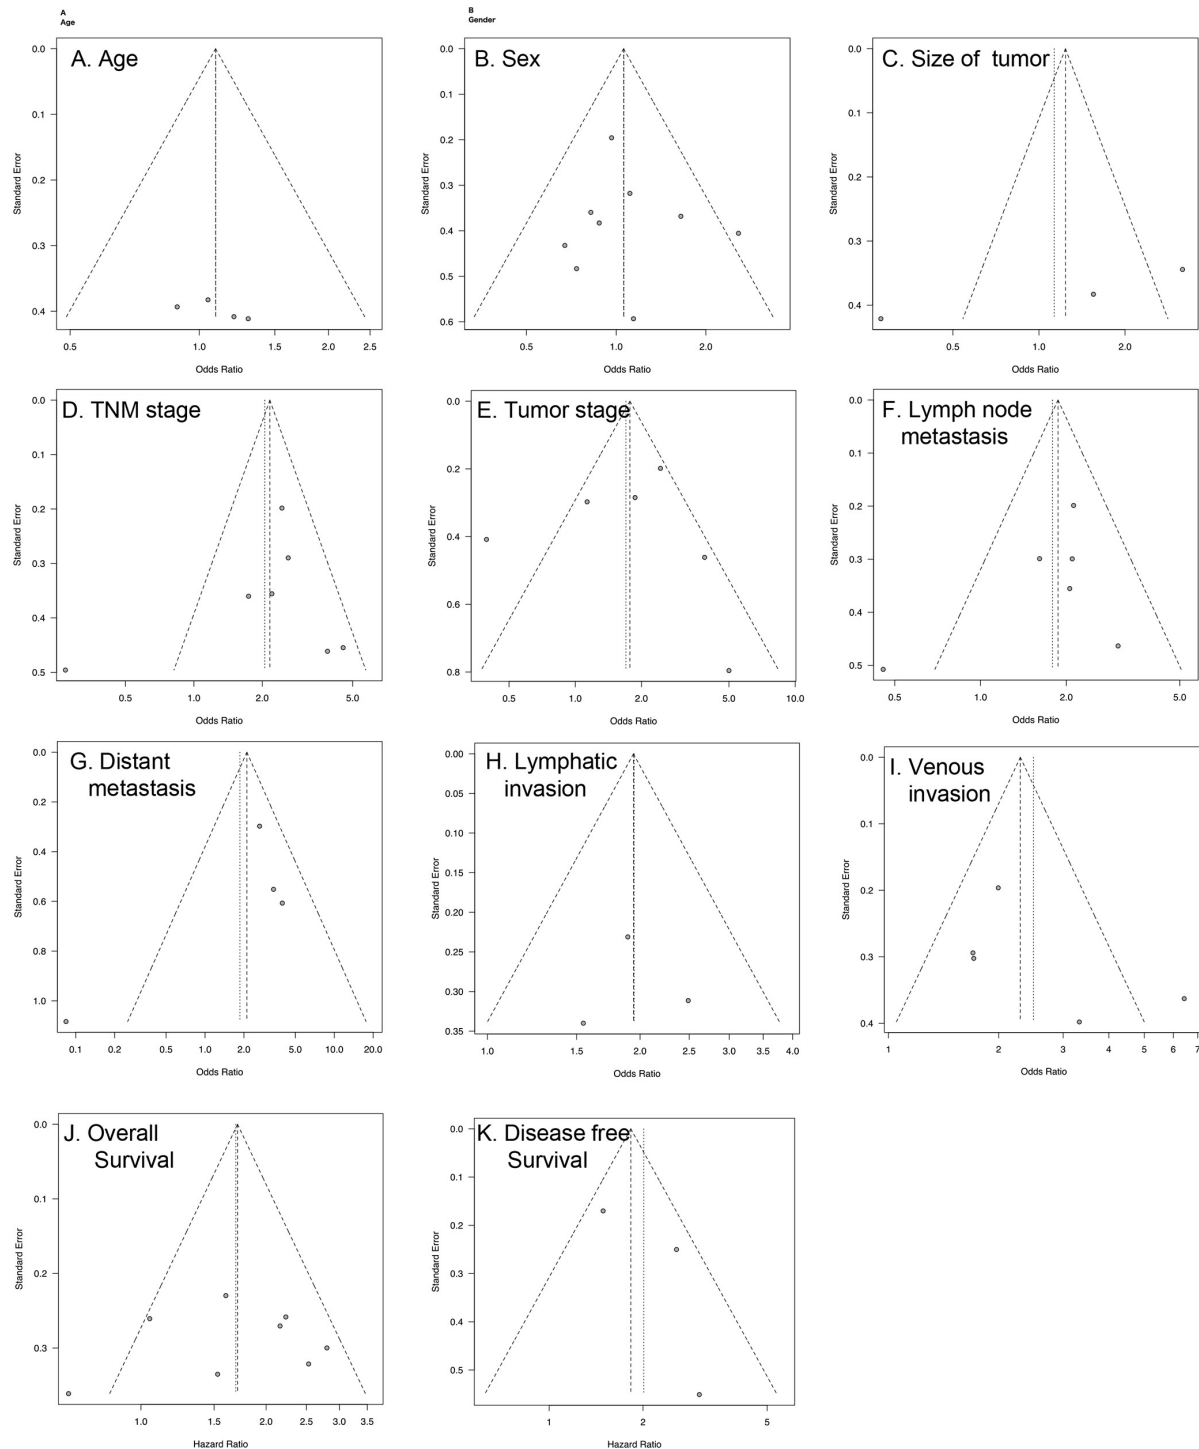 A
Age
B
Gender
A. Age
0.0
0.1
0.2
0.3
0.4
Standard Error
0.5 1.0 1.5 2.0 2.5
Odds Ratio
B. Sex
0.0
0.1
0.2
0.3
0.4
0.5
0.6
Standard Error
0.5 1.0 2.0
Odds Ratio
C. Size of tumor
0.0
0.1
0.2
0.3
0.4
Standard Error
0.5 1.0 2.0
Odds Ratio
D. TNM stage
0.0
0.1
0.2
0.3
0.4
0.5
Standard Error
0.5 1.0 2.0 5.0
Odds Ratio
E. Tumor stage
0.0
0.2
0.4
0.6
0.8
Standard Error
0.5 1.0 2.0 5.0 10.0
Odds Ratio
F. Lymph node
metastasis
0.0
0.1
0.2
0.3
0.4
0.5
Standard Error
0.5 1.0 2.0 5.0
Odds Ratio
G. Distant
metastasis
0.0
0.2
0.4
0.6
0.8
1.0
Standard Error
0.1 0.2 0.5 1.0 2.0 5.0 10.0 20.0
Odds Ratio
H. Lymphatic
invasion
0.00
0.05
0.10
0.15
0.20
0.25
0.30
0.35
Standard Error
1.0 1.5 2.0 2.5 3.0 3.5 4.0
Odds Ratio
I. Venous
invasion
0.0
0.1
0.2
0.3
0.4
Standard Error
1 2 3 4 5 6 7
Odds Ratio
J. Overall
Survival
0.0
0.1
0.2
0.3
Standard Error
1.0 1.5 2.0 2.5 3.0 3.5
Hazard Ratio
K. Disease free
Survival
0.0
0.1
0.2
0.3
0.4
0.5
Standard Error
1 2 5
Hazard Ratio